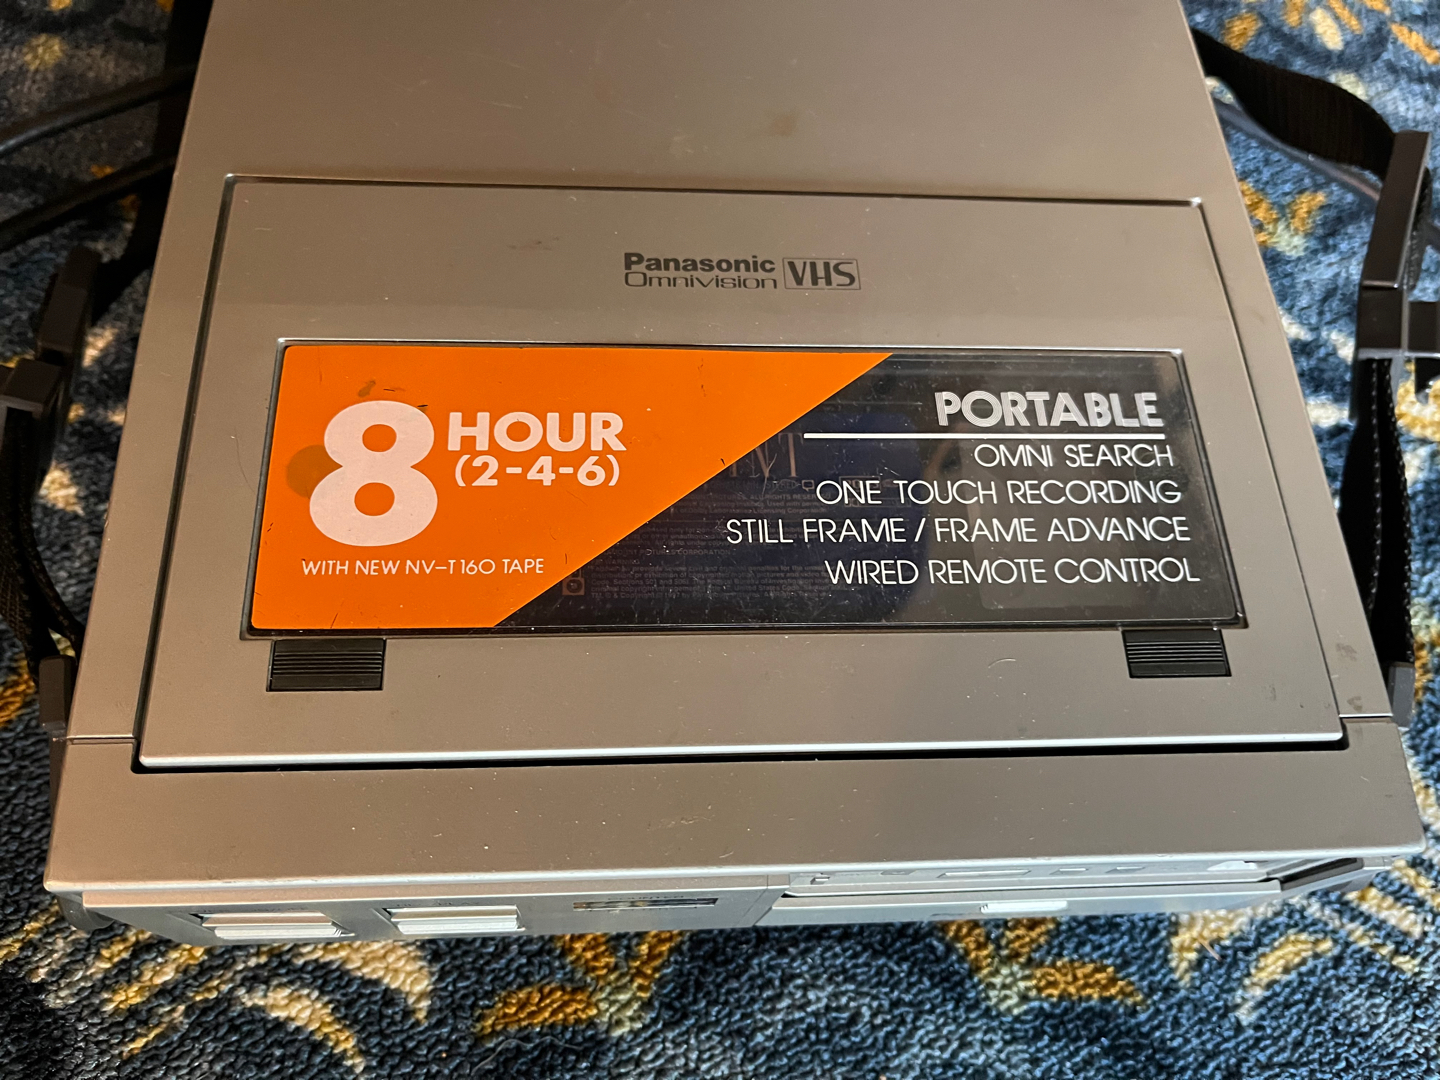 Panasonic
Omnivision VHS
8 HOUR
(2-4-6)
WITH NEW NV-T160 TAPE
PORTABLE
OMNI SEARCH
ONE TOUCH RECORDING
STILL FRAME / FRAME ADVANCE
WIRED REMOTE CONTROL